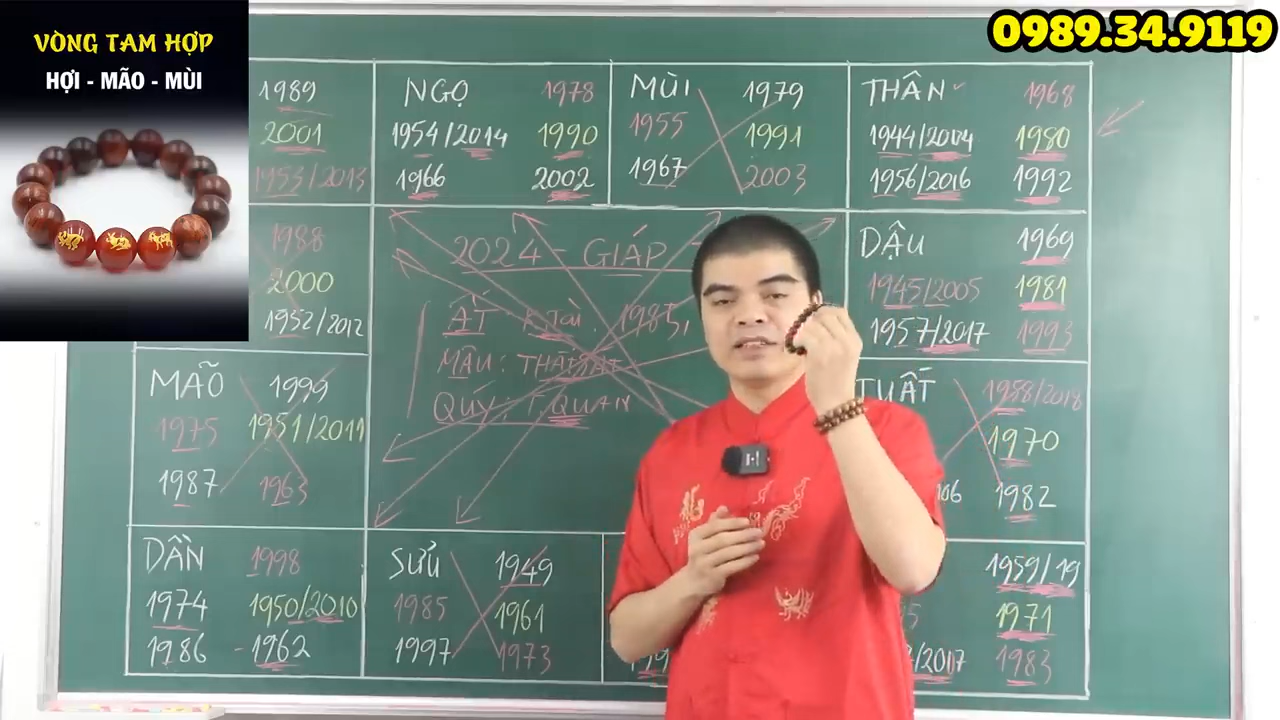 VÒNG TAM HỢP
HỢI - MÃO - MÙI
0989.34.9119
1989
2001
1953/2013
NGỌ 1978
1954/2014 1990
1966 2002
MÙI 1979
1955 1991
1967 2003
THÂN 1968
1944/2004 1980
1956/2016 1992
1988
2000
1952/2012
2024 - GIÁP
ẤT 1985,
MẬU:
QUÝ: T, QUAN
DẬU 1969
1945/2005 1981
1957/2017 1993
MÃO 1999
1975 1951/2011
1987 1963
TUẤT 1958/2018
1970
1982
DẦN 1998
1974 1950/2010
1986 - 1962
SỬU 1949
1985 1961
1997 1973
1959/19
1971
/2017 1983